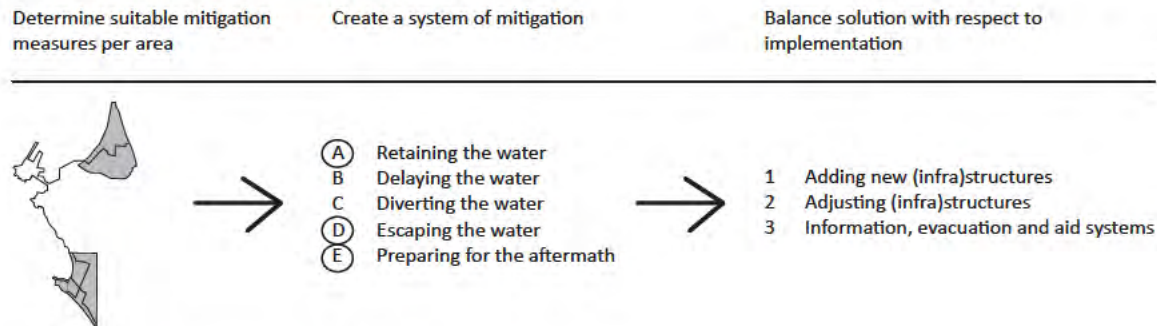 Determine suitable mitigation
measures per area
Create a system of mitigation
Balance solution with respect to
implementation
A Retaining the water
B Delaying the water
C Diverting the water
D Escaping the water
E Preparing for the aftermath
1 Adding new (infra)structures
2 Adjusting (infra)structures
3 Information, evacuation and aid systems